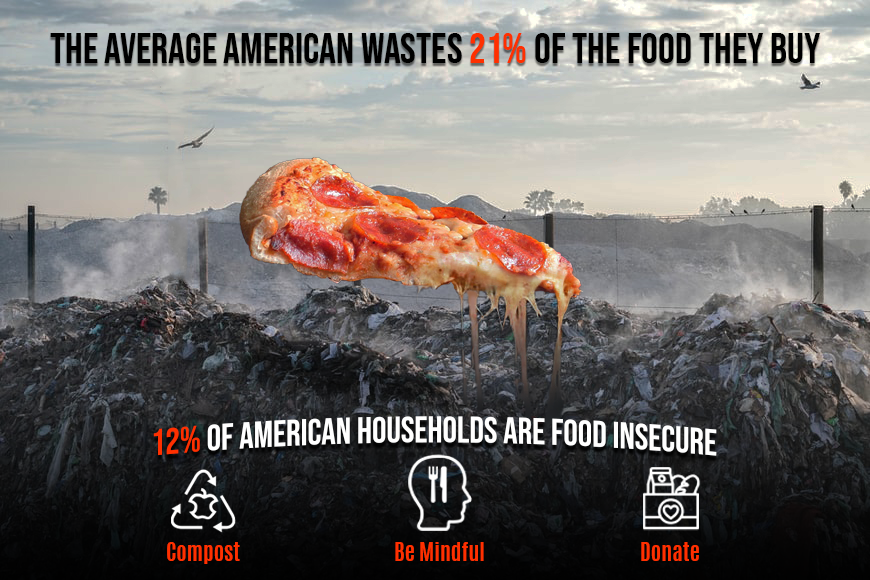 THE AVERAGE AMERICAN WASTES 21% OF THE FOOD THEY BUY
12% OF AMERICAN HOUSEHOLDS ARE FOOD INSECURE
Compost
Be Mindful
Donate